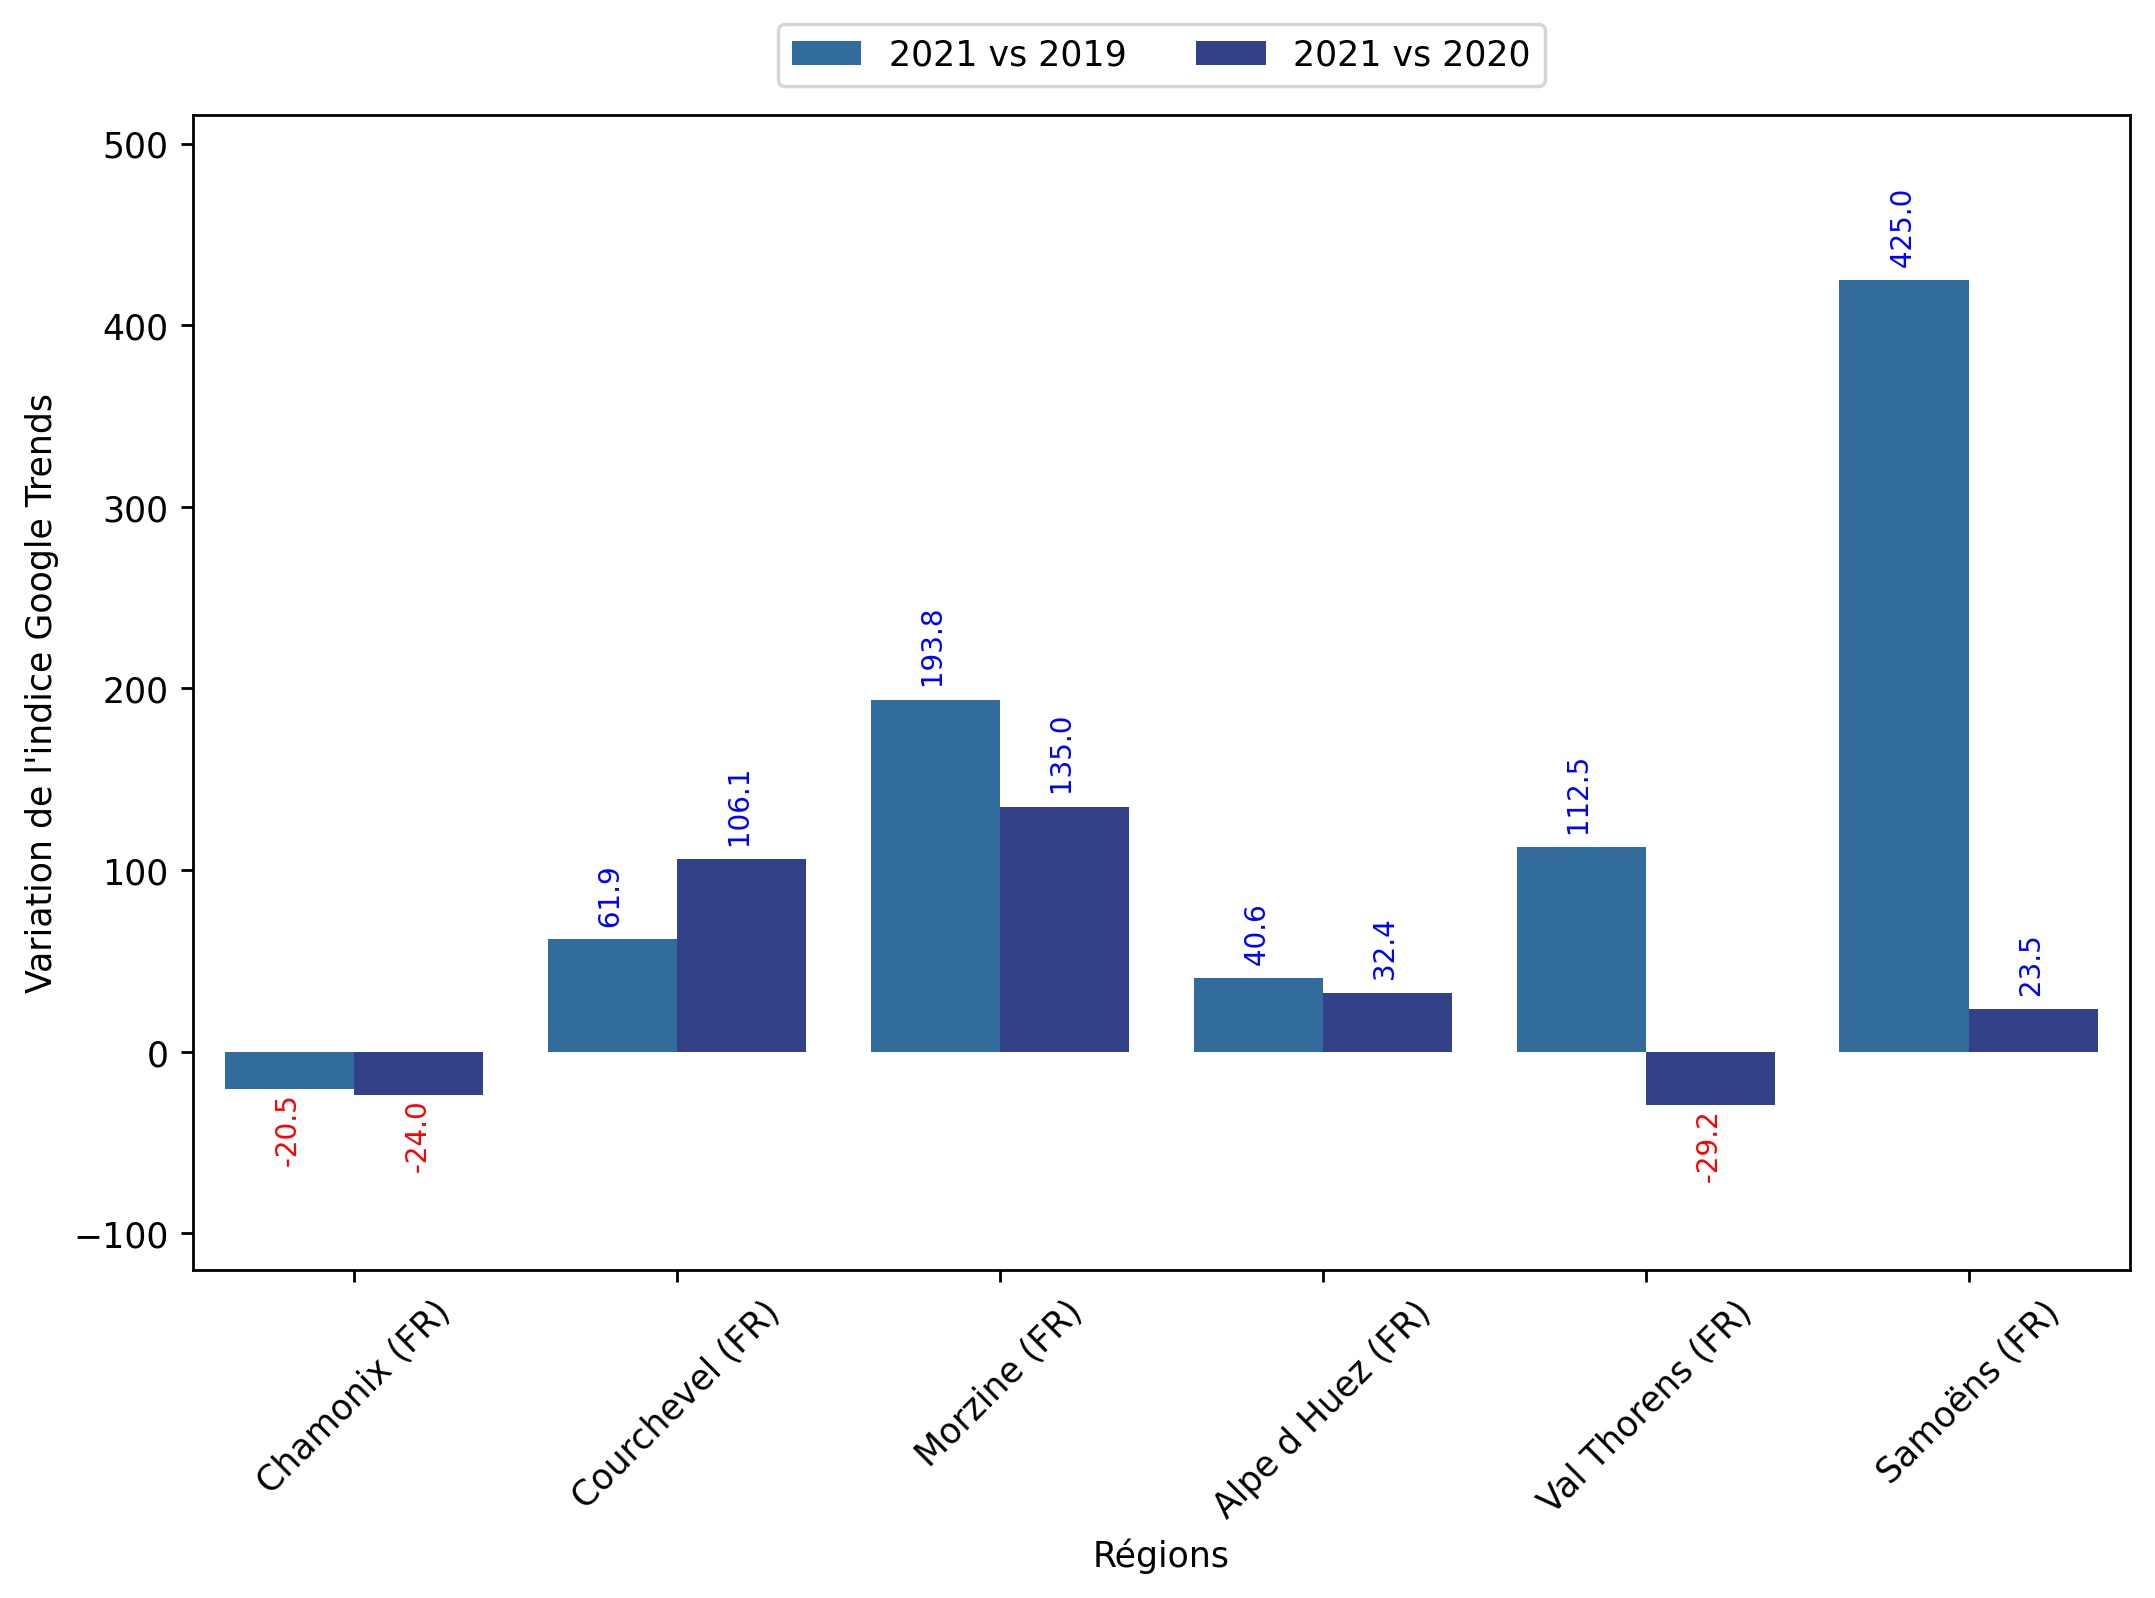 2021 vs 2019
2021 vs 2020
Variation de l'indice Google Trends
500
400
300
200
100
0
−100
-20.5
-24.0
61.9
106.1
193.8
135.0
40.6
32.4
112.5
-29.2
425.0
23.5
Chamonix (FR)
Courchevel (FR)
Morzine (FR)
Alpe d Huez (FR)
Val Thorens (FR)
Samoëns (FR)
Régions